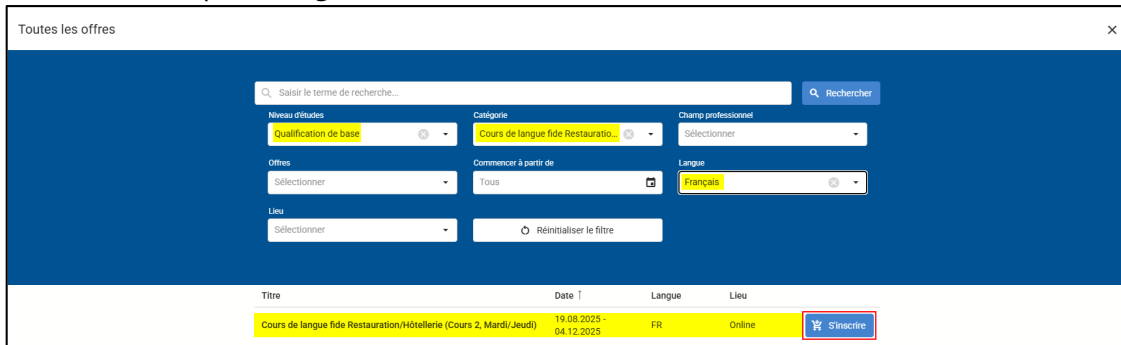 Toutes les offres
Saisir le terme de recherche...
Rechercher
Niveau d'études
Catégorie
Champ professionnel
Qualification de base
Cours de langue fide Restauratio...
Sélectionner
Offres
Commencer à partir de
Langue
Sélectionner
Tous
Français
Lieu
Sélectionner
Réinitialiser le filtre
Titre
Date ↑
Langue
Lieu
Cours de langue fide Restauration/Hôtellerie (Cours 2, Mardi/Jeudi)
19.08.2025 -
04.12.2025
FR
Online
S'inscrire